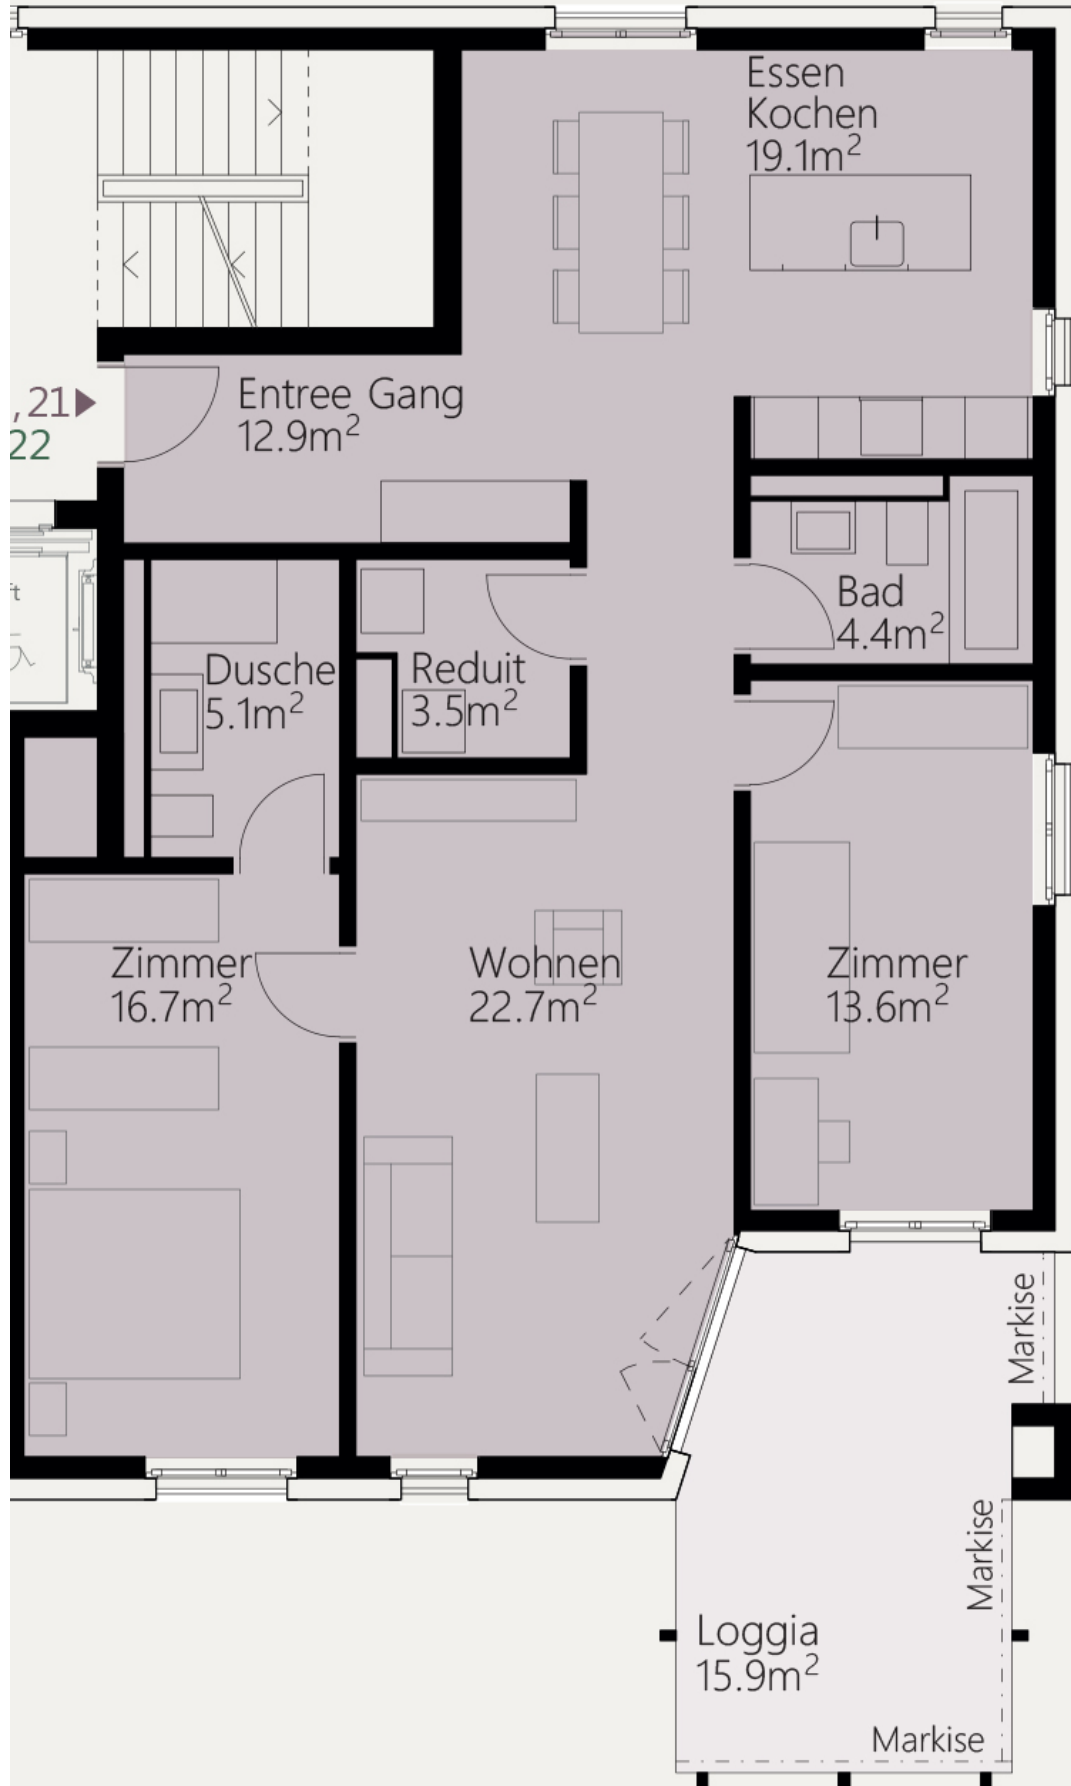 Essen
Kochen
19.1m²
Entree Gang
12.9m²
, 21
22
Bad
4.4m²
Dusche
5.1m²
Reduit
3.5m²
Zimmer
16.7m²
Wohnen
22.7m²
Zimmer
13.6m²
Markise
Markise
Loggia
15.9m²
Markise